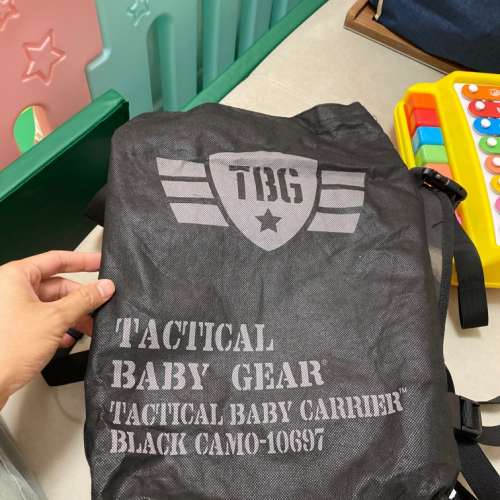 TBG
TACTICAL
BABY GEAR®
TACTICAL BABY CARRIER™
BLACK CAMO-10697